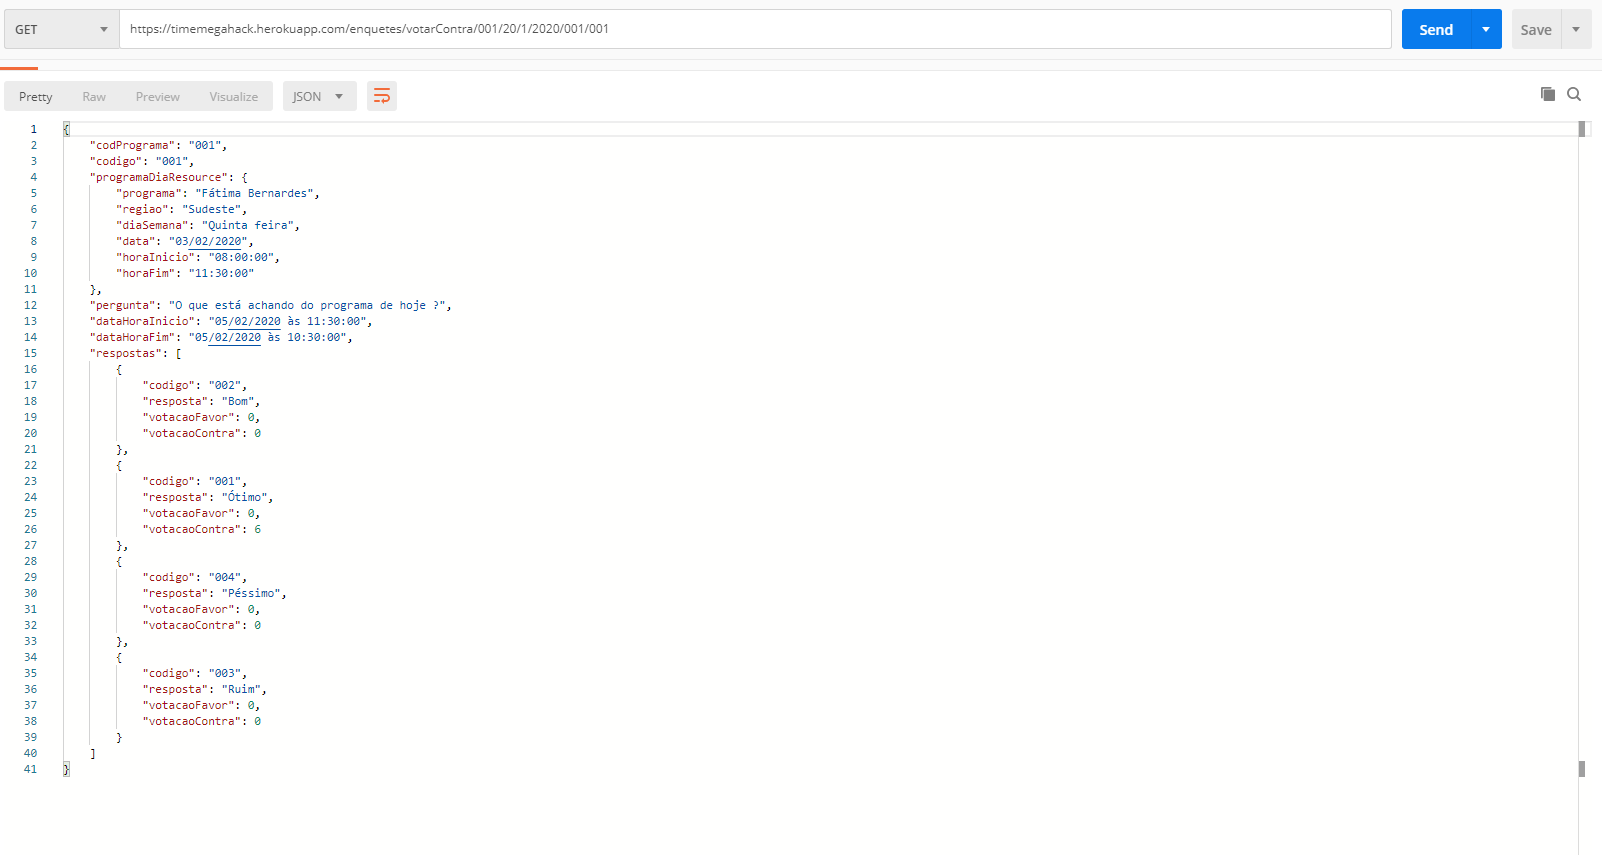 GET https://timemegahack.herokuapp.com/enquetes/votarContra/001/20/1/2020/001/001 Send Save
Pretty Raw Preview Visualize JSON
1 {
2 "codPrograma": "001",
3 "codigo": "001",
4 "programaDiaResource": {
5 "programa": "Fátima Bernardes",
6 "regiao": "Sudeste",
7 "diaSemana": "Quinta feira",
8 "data": "03/02/2020",
9 "horaInicio": "08:00:00",
10 "horaFim": "11:30:00"
11 },
12 "pergunta": "O que está achando do programa de hoje ?",
13 "dataHoraInicio": "05/02/2020 às 11:30:00",
14 "dataHoraFim": "05/02/2020 às 10:30:00",
15 "respostas": [
16 {
17 "codigo": "002",
18 "resposta": "Bom",
19 "votacaoFavor": 0,
20 "votacaoContra": 0
21 },
22 {
23 "codigo": "001",
24 "resposta": "Ótimo",
25 "votacaoFavor": 0,
26 "votacaoContra": 6
27 },
28 {
29 "codigo": "004",
30 "resposta": "Péssimo",
31 "votacaoFavor": 0,
32 "votacaoContra": 0
33 },
34 {
35 "codigo": "003",
36 "resposta": "Ruim",
37 "votacaoFavor": 0,
38 "votacaoContra": 0
39 }
40 ]
41 }